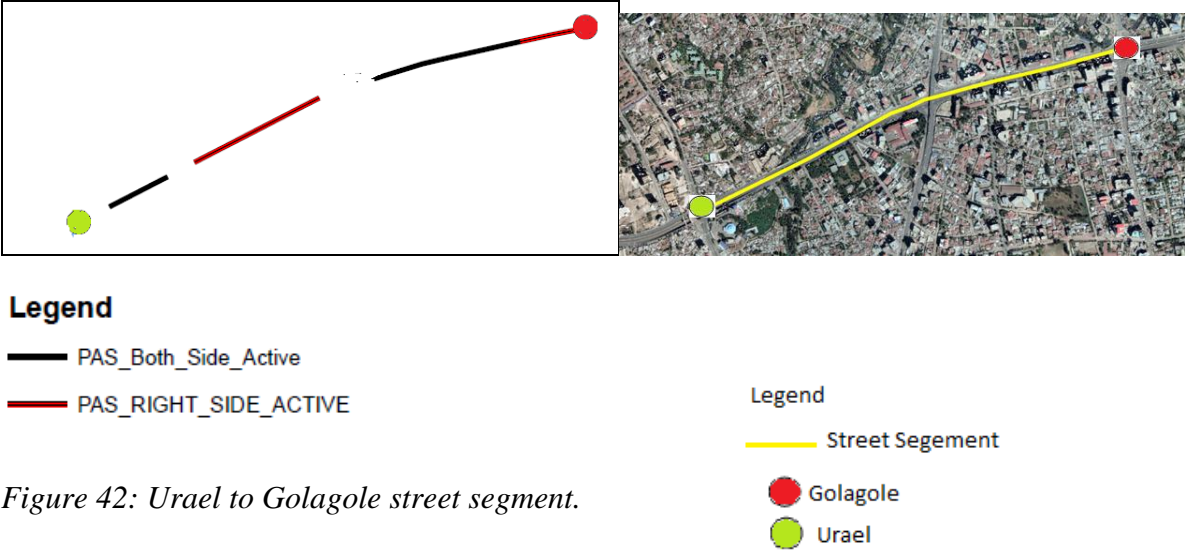 Legend
PAS_Both_Side_Active
PAS_RIGHT_SIDE_ACTIVE
Figure 42: Urael to Golagole street segment.
Legend
Street Segement
Golagole
Urael